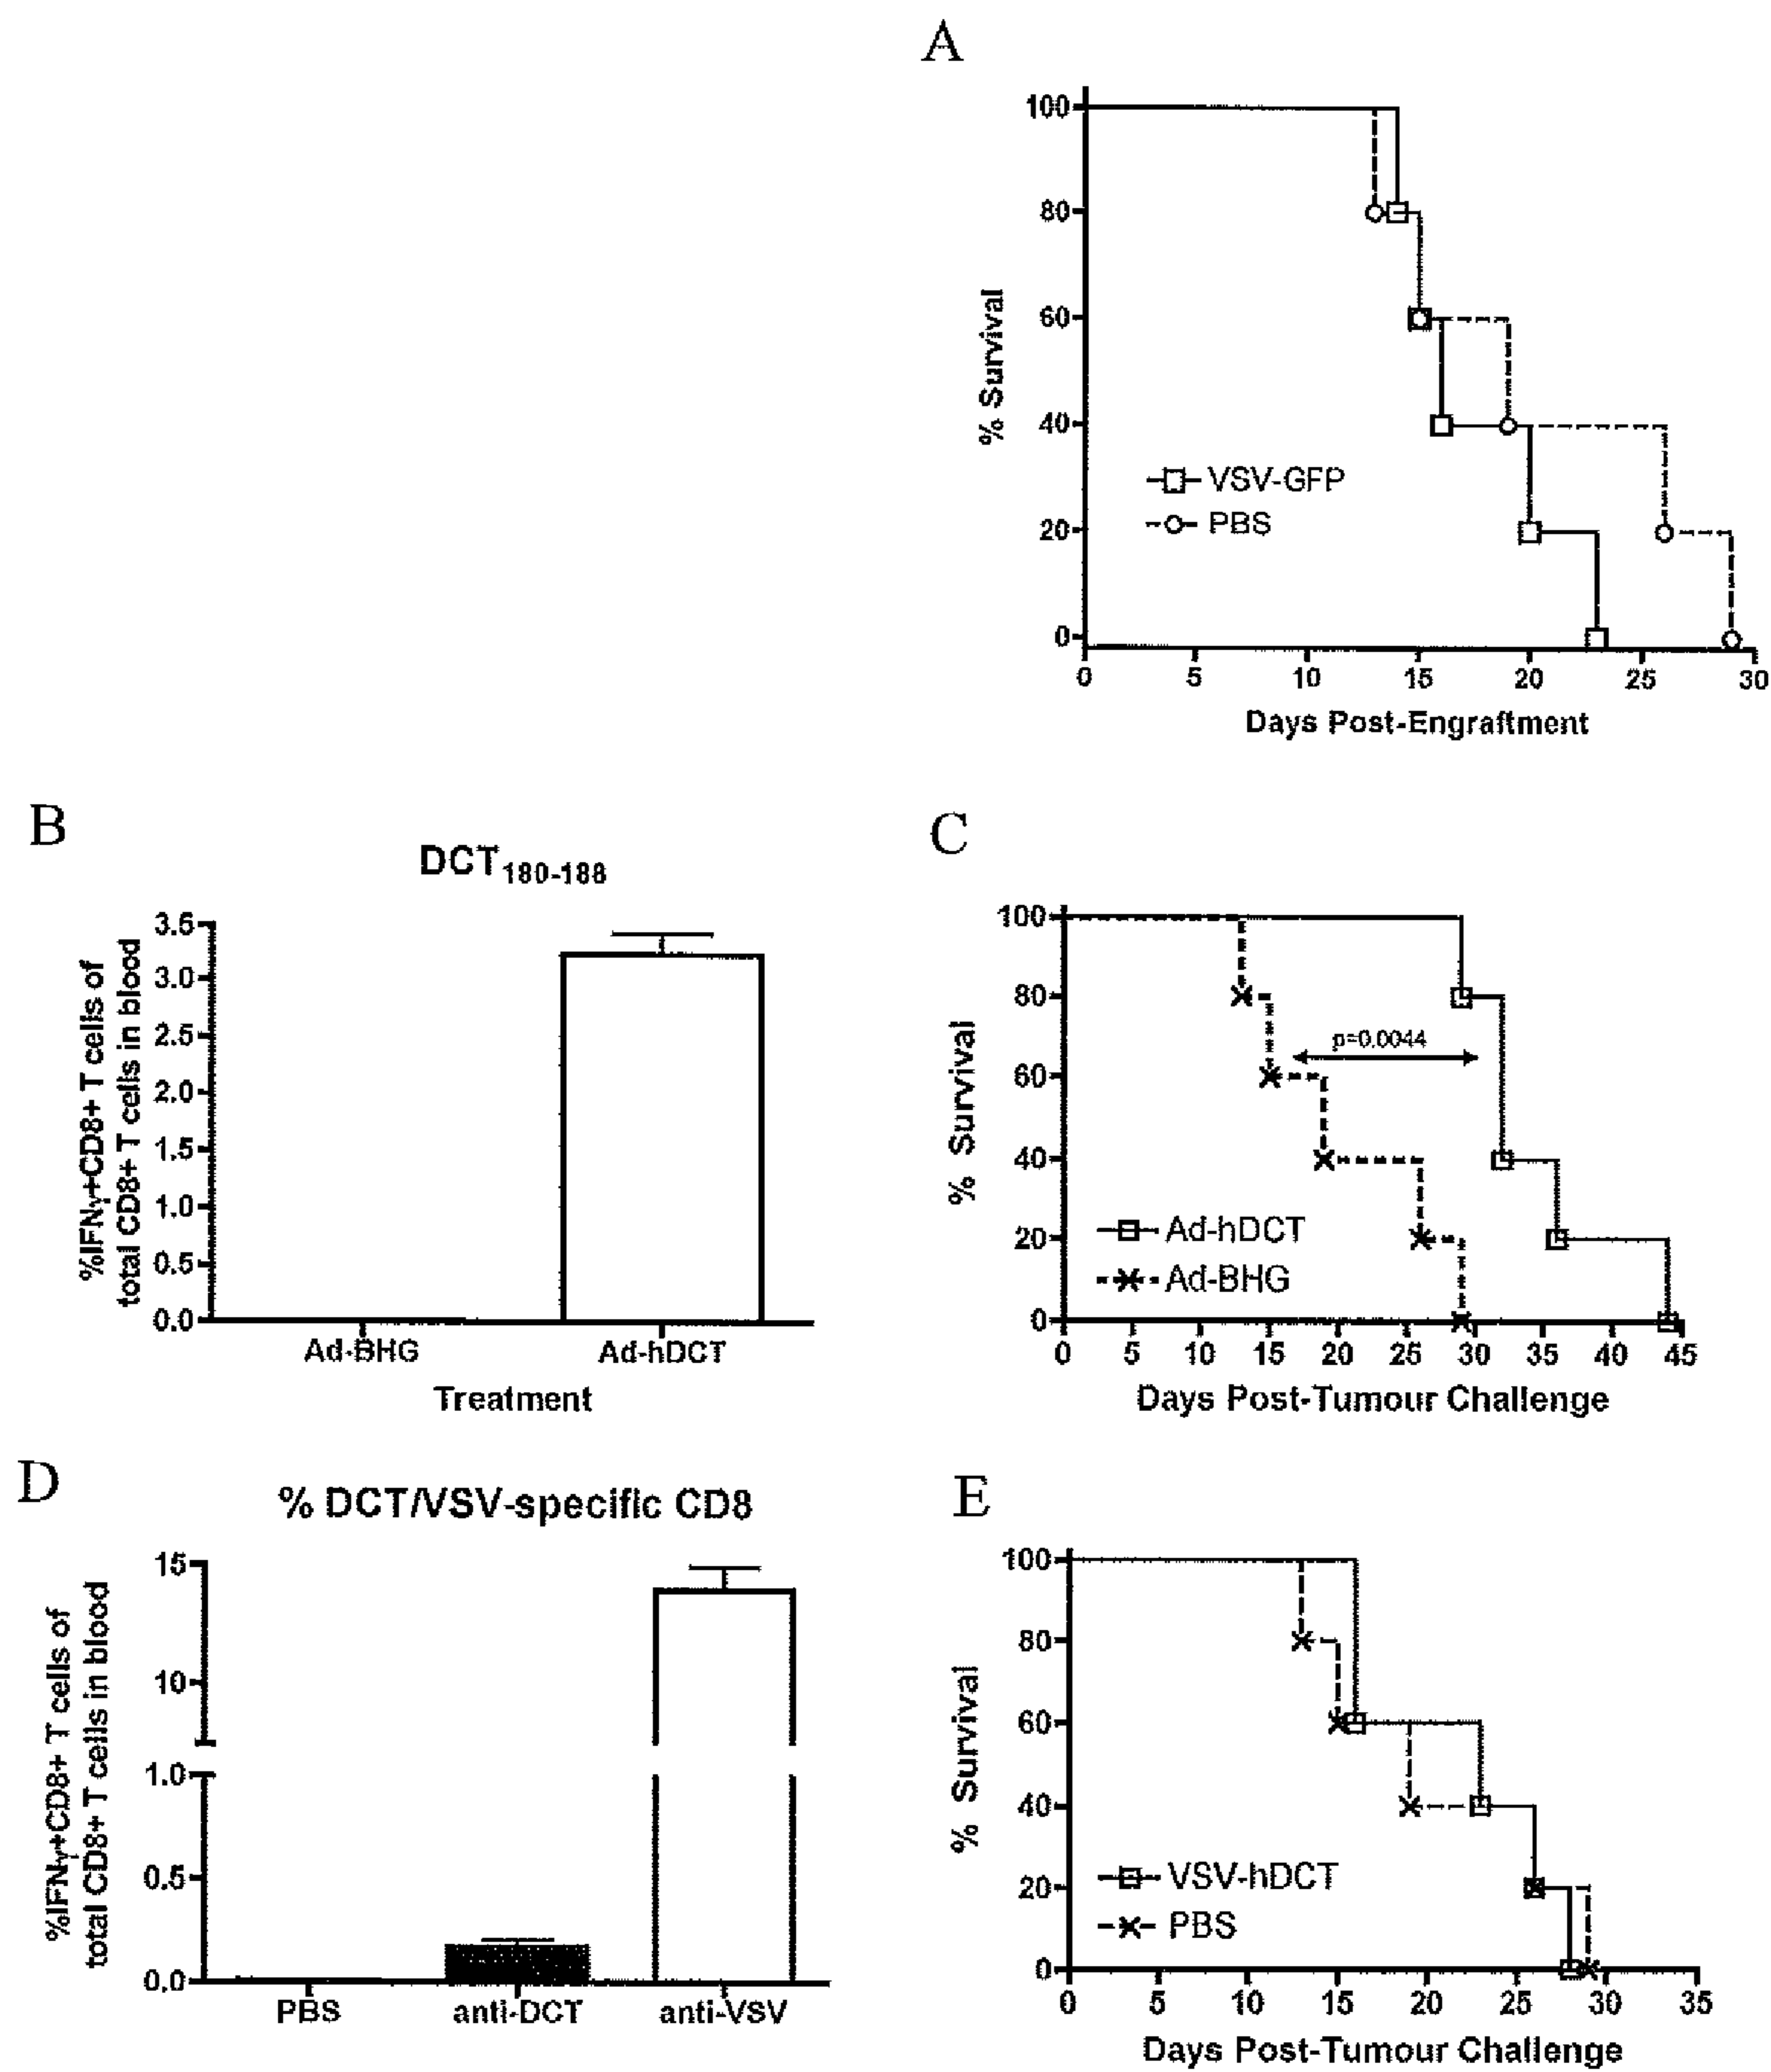 A
100
80
60
40
20
0
% Survival
VSV-GFP
PBS
0 5 10 15 20 25 30
Days Post-Engraftment
B
DCT180-188
%IFNγ+CD8+ T cells of
total CD8+ T cells in blood
3.5
3.0
2.5
2.0
1.5
1.0
0.5
0.0
Ad-BHG Ad-hDCT
Treatment
C
% Survival
100
80
60
40
20
0
p=0.0044
Ad-hDCT
Ad-BHG
0 5 10 15 20 25 30 35 40 45
Days Post-Tumour Challenge
D
% DCT/VSV-specific CD8
%IFNγ+CD8+ T cells of
total CD8+ T cells in blood
15
10
1.0
0.5
0.0
PBS anti-DCT anti-VSV
E
% Survival
100
80
60
40
20
0
VSV-hDCT
PBS
0 5 10 15 20 25 30 35
Days Post-Tumour Challenge